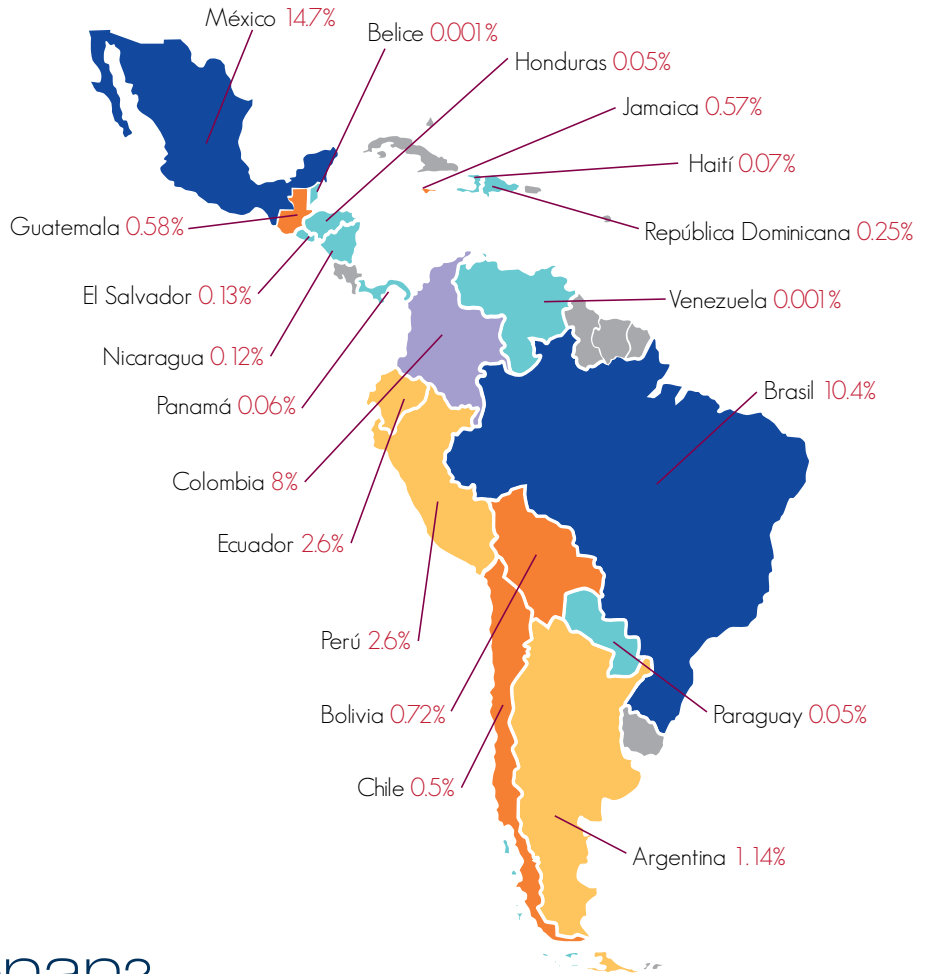 México 14.7%
Belice 0.001%
Honduras 0.05%
Jamaica 0.57%
Haití 0.07%
Guatemala 0.58%
República Dominicana 0.25%
El Salvador 0.13%
Venezuela 0.001%
Nicaragua 0.12%
Brasil 10.4%
Panamá 0.06%
Colombia 8%
Ecuador 2.6%
Perú 2.6%
Bolivia 0.72%
Paraguay 0.05%
Chile 0.5%
Argentina 1.14%